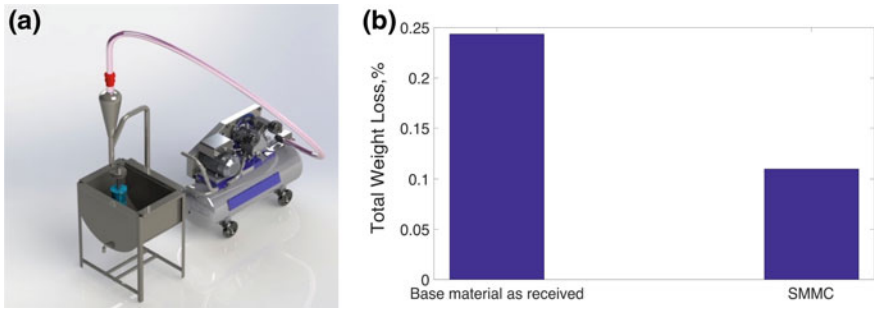 (a)
(b)
Total Weight Loss,%
0.25
0.2
0.15
0.1
0.05
0
Base material as received
SMMC